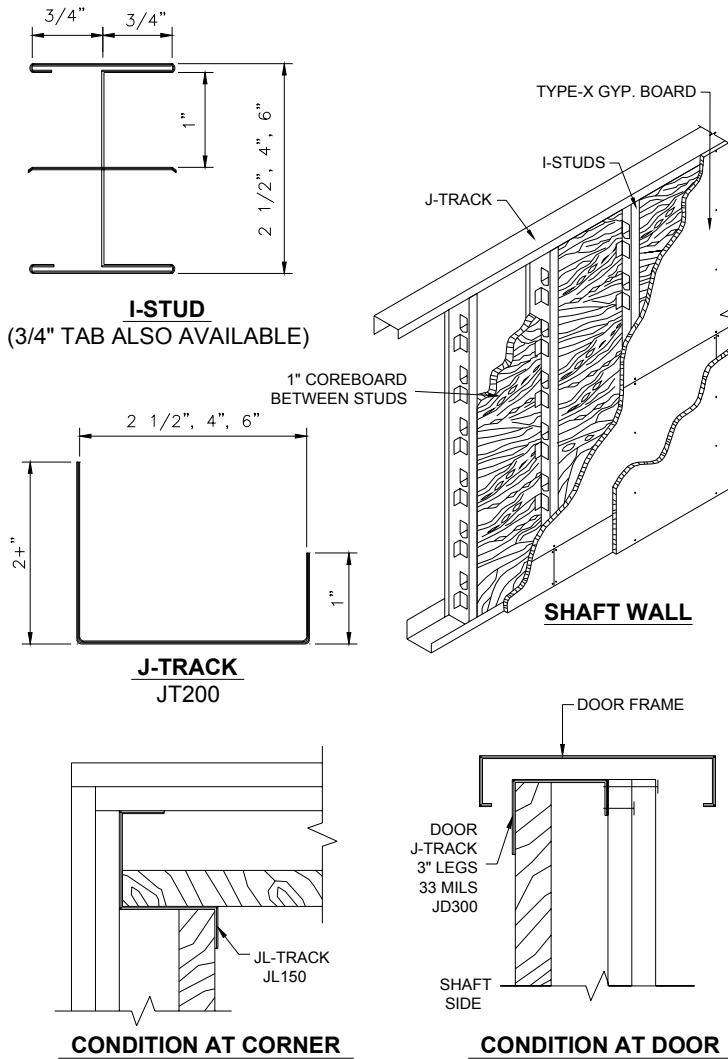 3/4”
3/4”
1”
2 1/2”, 4”, 6”
I-STUD
(3/4" TAB ALSO AVAILABLE)
TYPE-X GYP. BOARD
I-STUDS
J-TRACK
1" COREBOARD
BETWEEN STUDS
SHAFT WALL
2 1/2”, 4”, 6”
2+”
1”
J-TRACK
JT200
JL-TRACK
JL150
CONDITION AT CORNER
DOOR FRAME
DOOR
J-TRACK
3" LEGS
33 MILS
JD300
SHAFT
SIDE
CONDITION AT DOOR